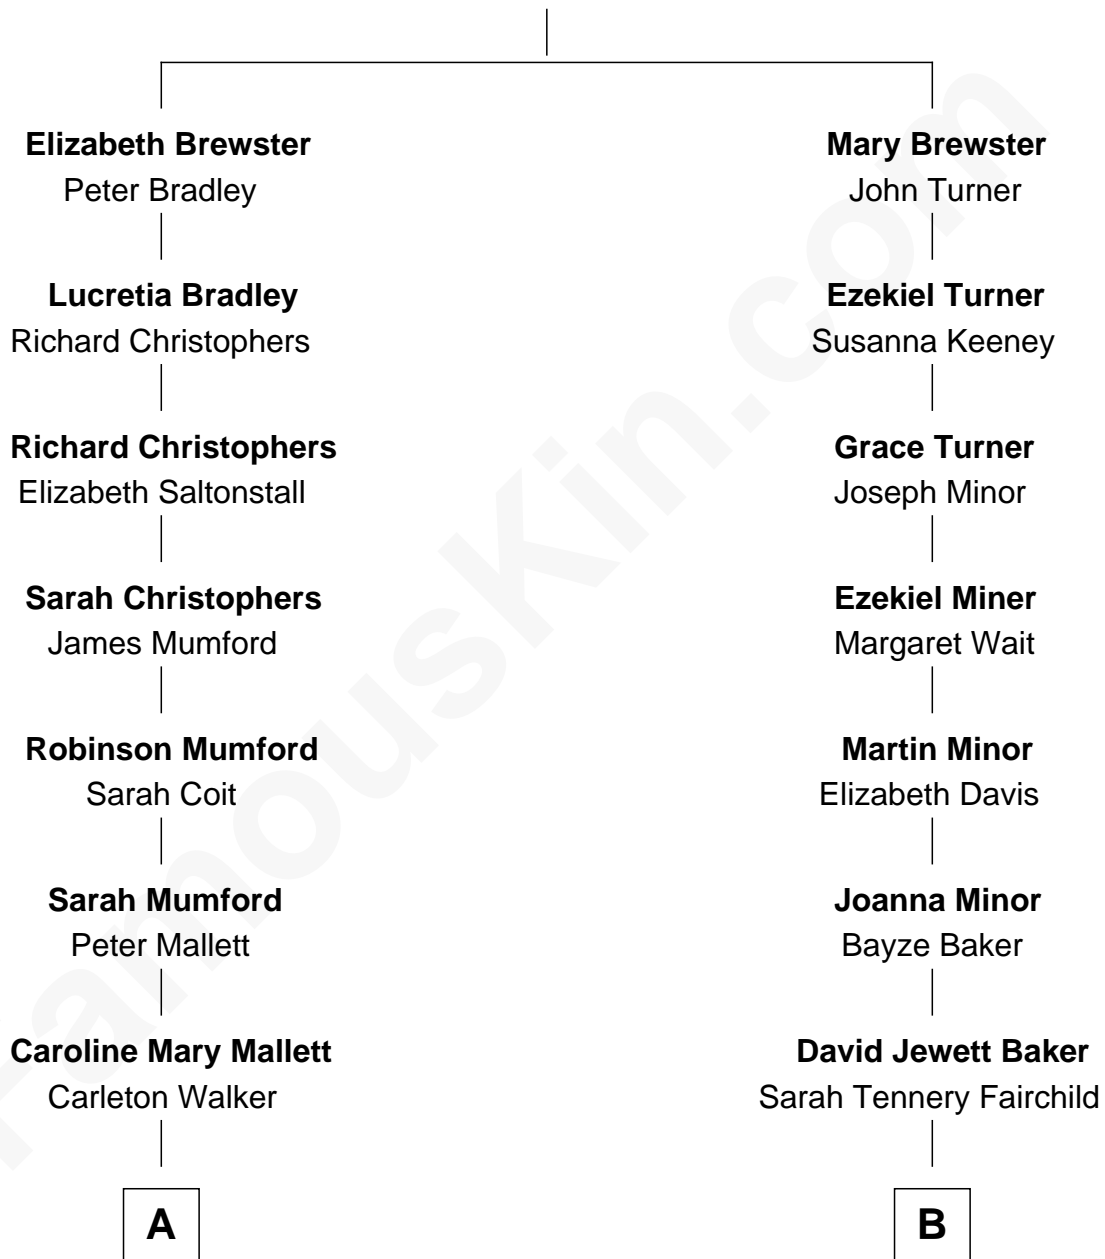 Elizabeth Brewster
Peter Bradley
Lucretia Bradley
Richard Christophers
Richard Christophers
Elizabeth Saltonstall
Sarah Christophers
James Mumford
Robinson Mumford
Sarah Coit
Sarah Mumford
Peter Mallett
Caroline Mary Mallett
Carleton Walker
A
Mary Brewster
John Turner
Ezekiel Turner
Susanna Keeney
Grace Turner
Joseph Minor
Ezekiel Miner
Margaret Wait
Martin Minor
Elizabeth Davis
Joanna Minor
Bayze Baker
David Jewett Baker
Sarah Tennery Fairchild
B
FamousKin.com